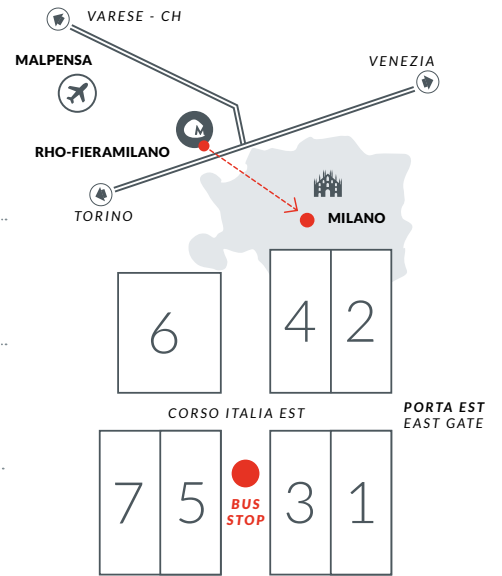 VARESE - CH
MALPENSA
VENEZIA
M
RHO-FIERAMILANO
TORINO
MILANO
6
4
2
CORSO ITALIA EST
PORTA EST
EAST GATE
7
5
BUS
STOP
3
1